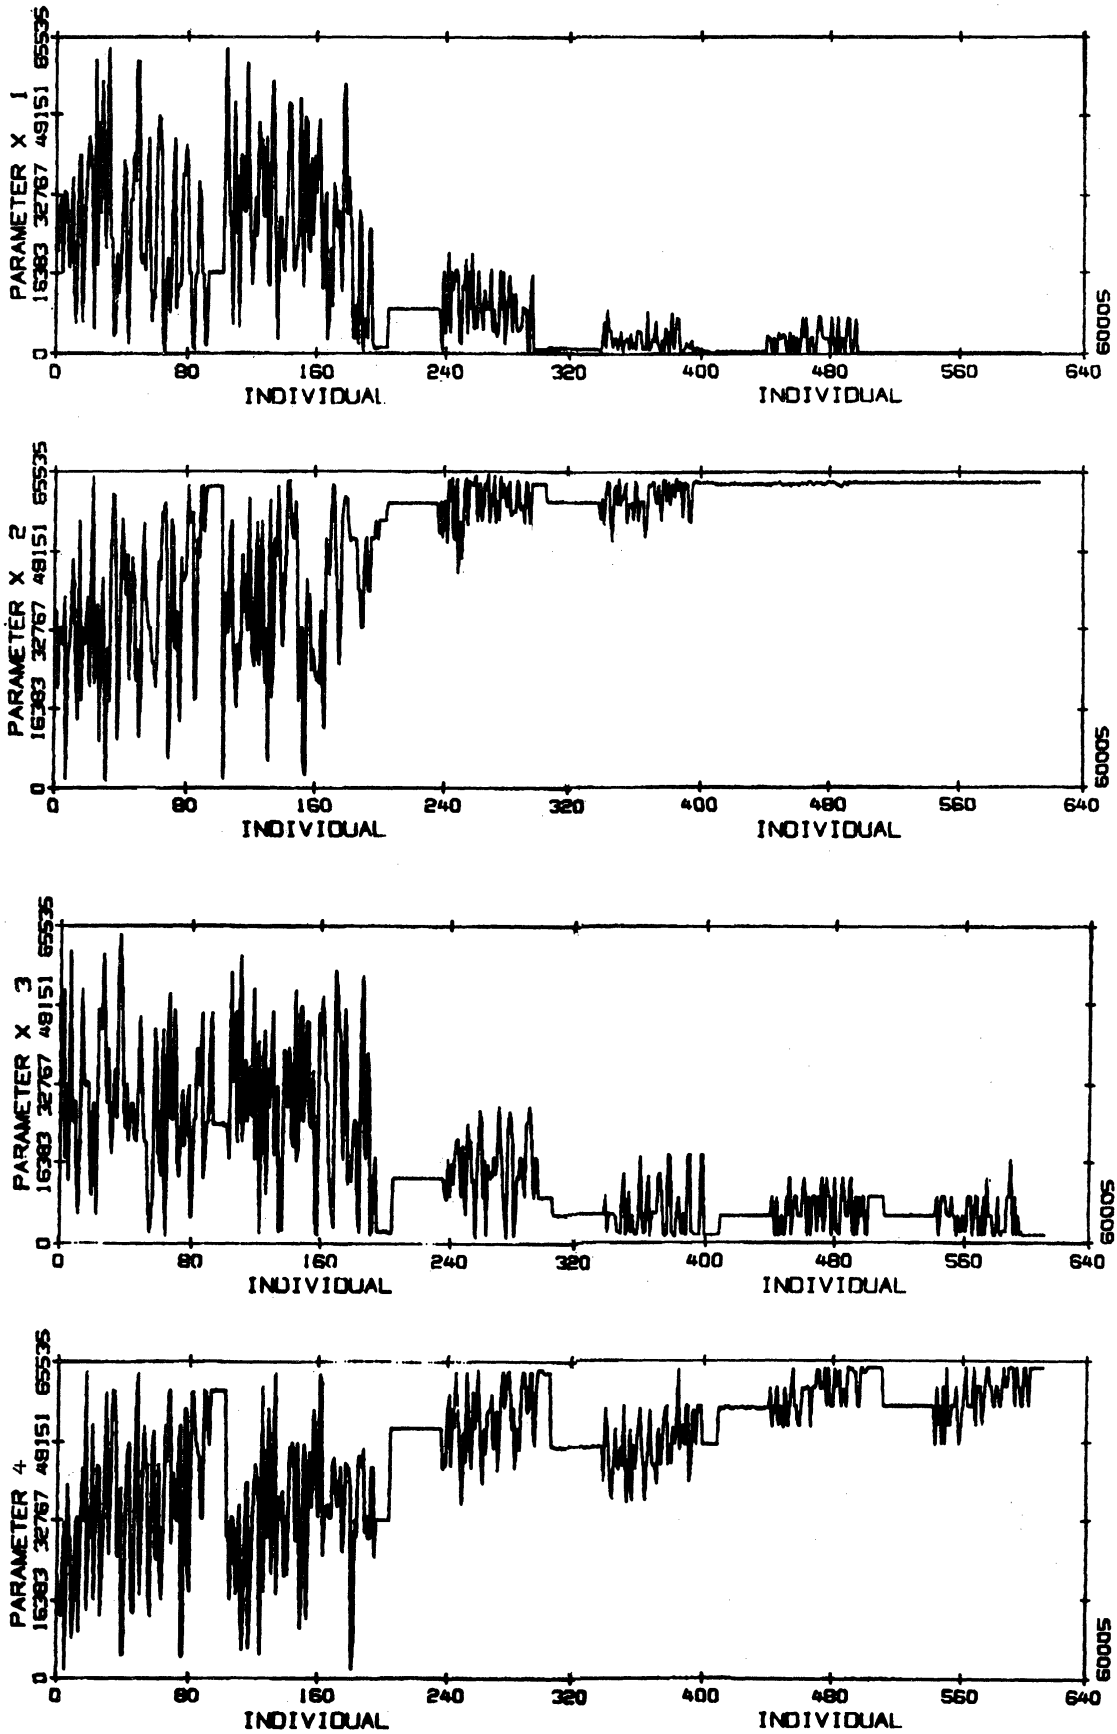 PARAMETER X 1
0 16383 32767 49151 65535
0 80 160 240 320 400 480 560 640
INDIVIDUAL INDIVIDUAL
60005
PARAMETER X 2
0 16383 32767 49151 65535
0 80 160 240 320 400 480 560 640
INDIVIDUAL INDIVIDUAL
60005
PARAMETER X 3
0 16383 32767 49151 65535
0 80 160 240 320 400 480 560 640
INDIVIDUAL INDIVIDUAL
60005
PARAMETER 4
0 16383 32767 49151 65535
0 80 160 240 320 400 480 560 640
INDIVIDUAL INDIVIDUAL
60005